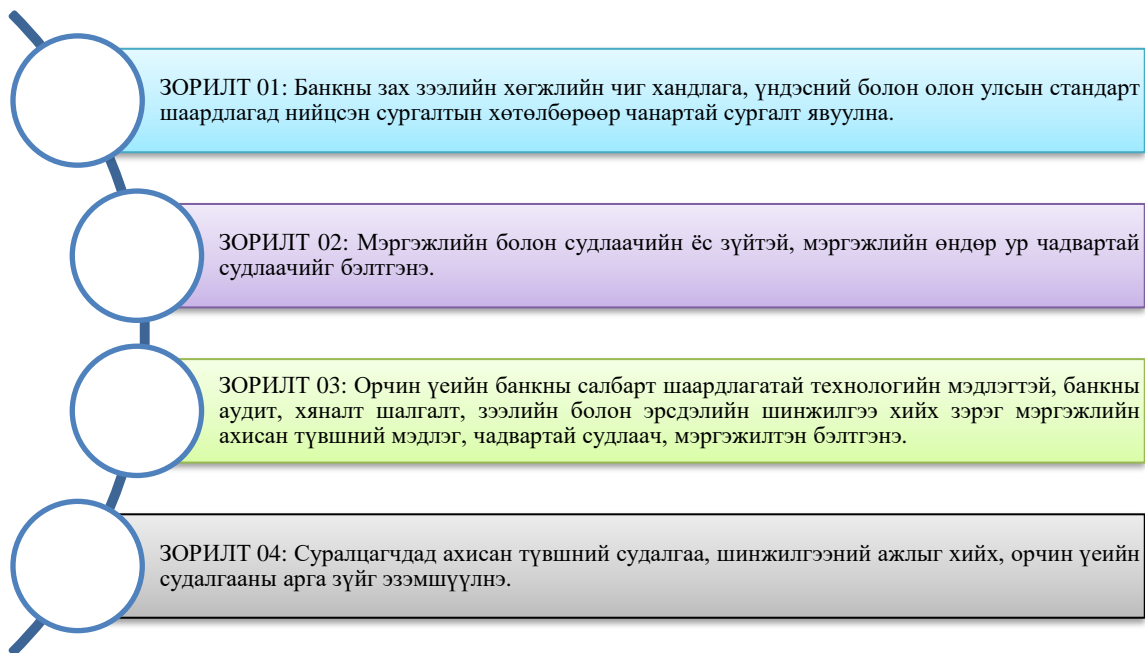 ЗОРИЛТ 01: Банкны зах зээлийн хөгжлийн чиг хандлага, үндэсний болон олон улсын стандарт
шаардлагад нийцсэн сургалтын хөтөлбөрөөр чанартай сургалт явуулна.
ЗОРИЛТ 02: Мэргэжлийн болон судлаачийн ёс зүйтэй, мэргэжлийн өндөр ур чадвартай
судлаачийг бэлтгэнэ.
ЗОРИЛТ 03: Орчин үеийн банкны салбарт шаардлагатай технологийн мэдлэгтэй, банкны
аудит, хяналт шалгалт, зээлийн болон эрсдэлийн шинжилгээ хийх зэрэг мэргэжлийн
ахисан түвшний мэдлэг, чадвартай судлаач, мэргэжилтэн бэлтгэнэ.
ЗОРИЛТ 04: Суралцагчдад ахисан түвшний судалгаа, шинжилгээний ажлыг хийх, орчин үеийн
судалгааны арга зүйг эзэмшүүлнэ.